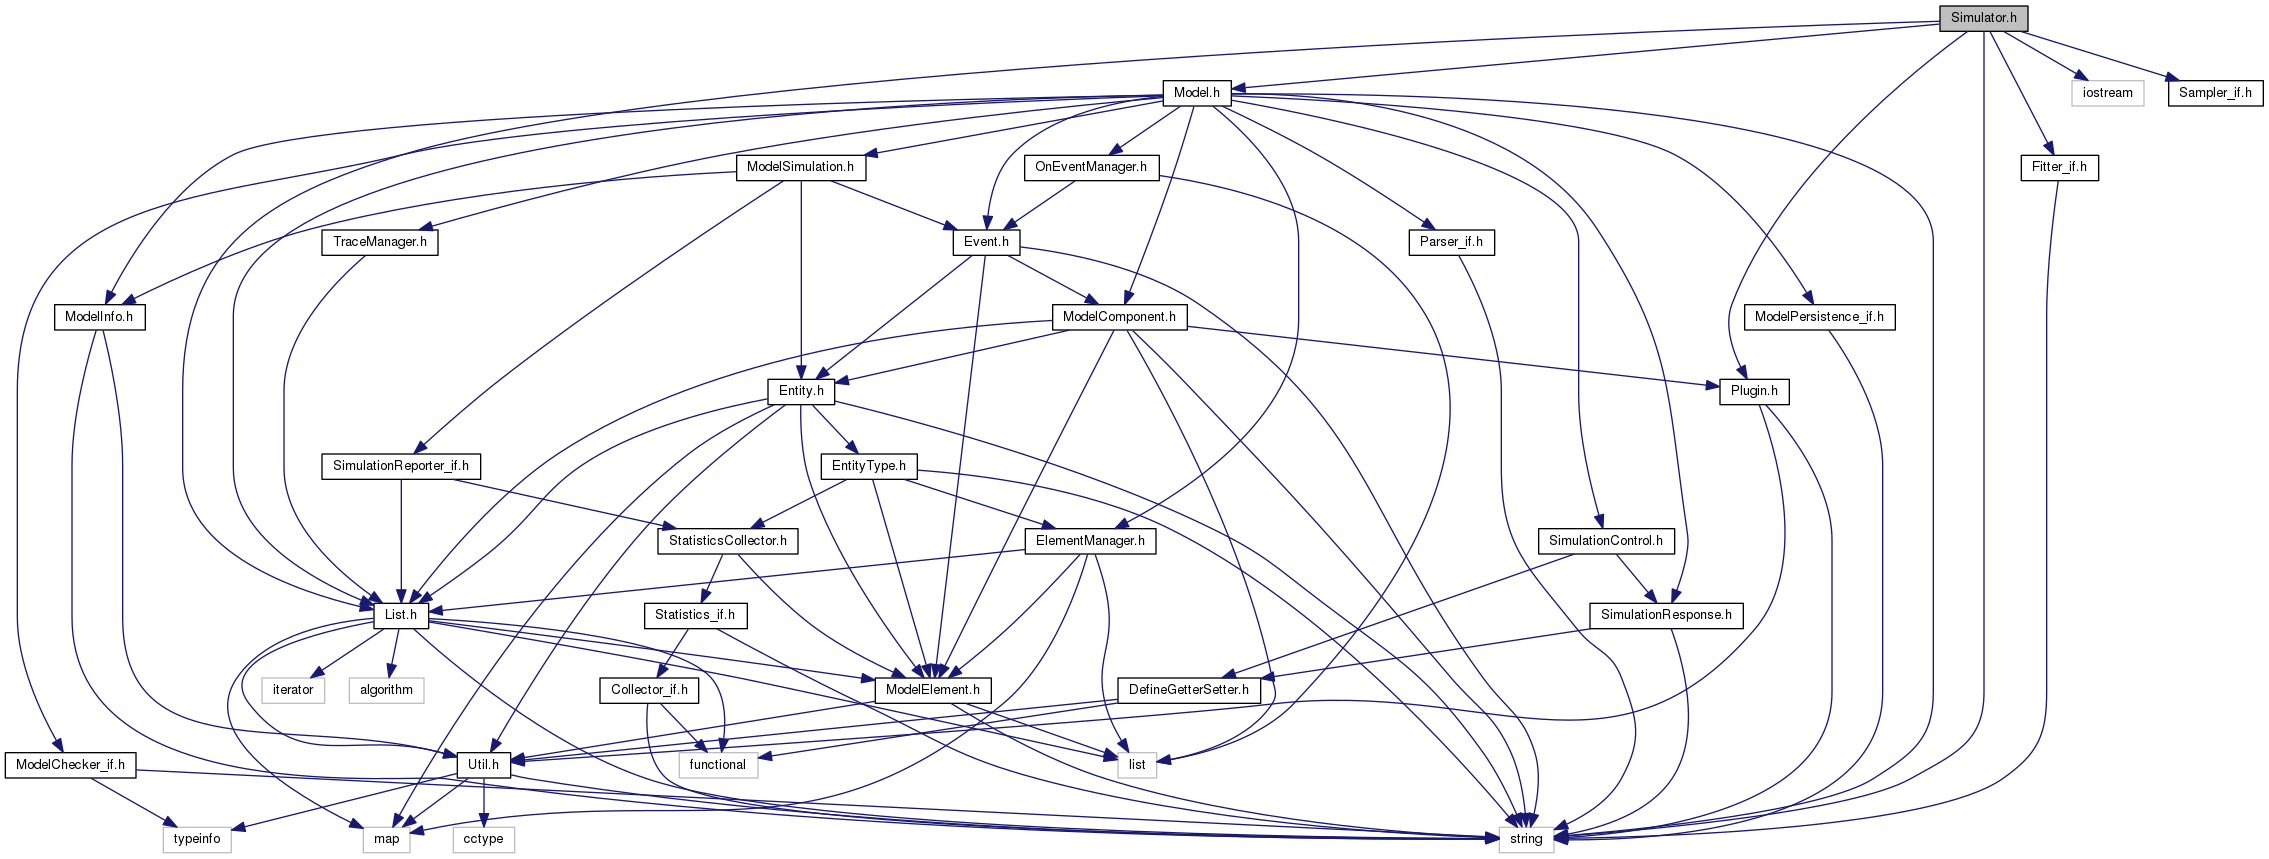 Simulator.h
Model.h
iostream
Sampler_if.h
ModelSimulation.h
OnEventManager.h
Fitter_if.h
TraceManager.h
Event.h
Parser_if.h
ModelInfo.h
ModelComponent.h
ModelPersistence_if.h
Entity.h
Plugin.h
SimulationReporter_if.h
EntityType.h
StatisticsCollector.h
ElementManager.h
SimulationControl.h
List.h
Statistics_if.h
SimulationResponse.h
iterator
algorithm
Collector_if.h
ModelElement.h
DefineGetterSetter.h
ModelChecker_if.h
Util.h
functional
list
typeinfo
map
cctype
string